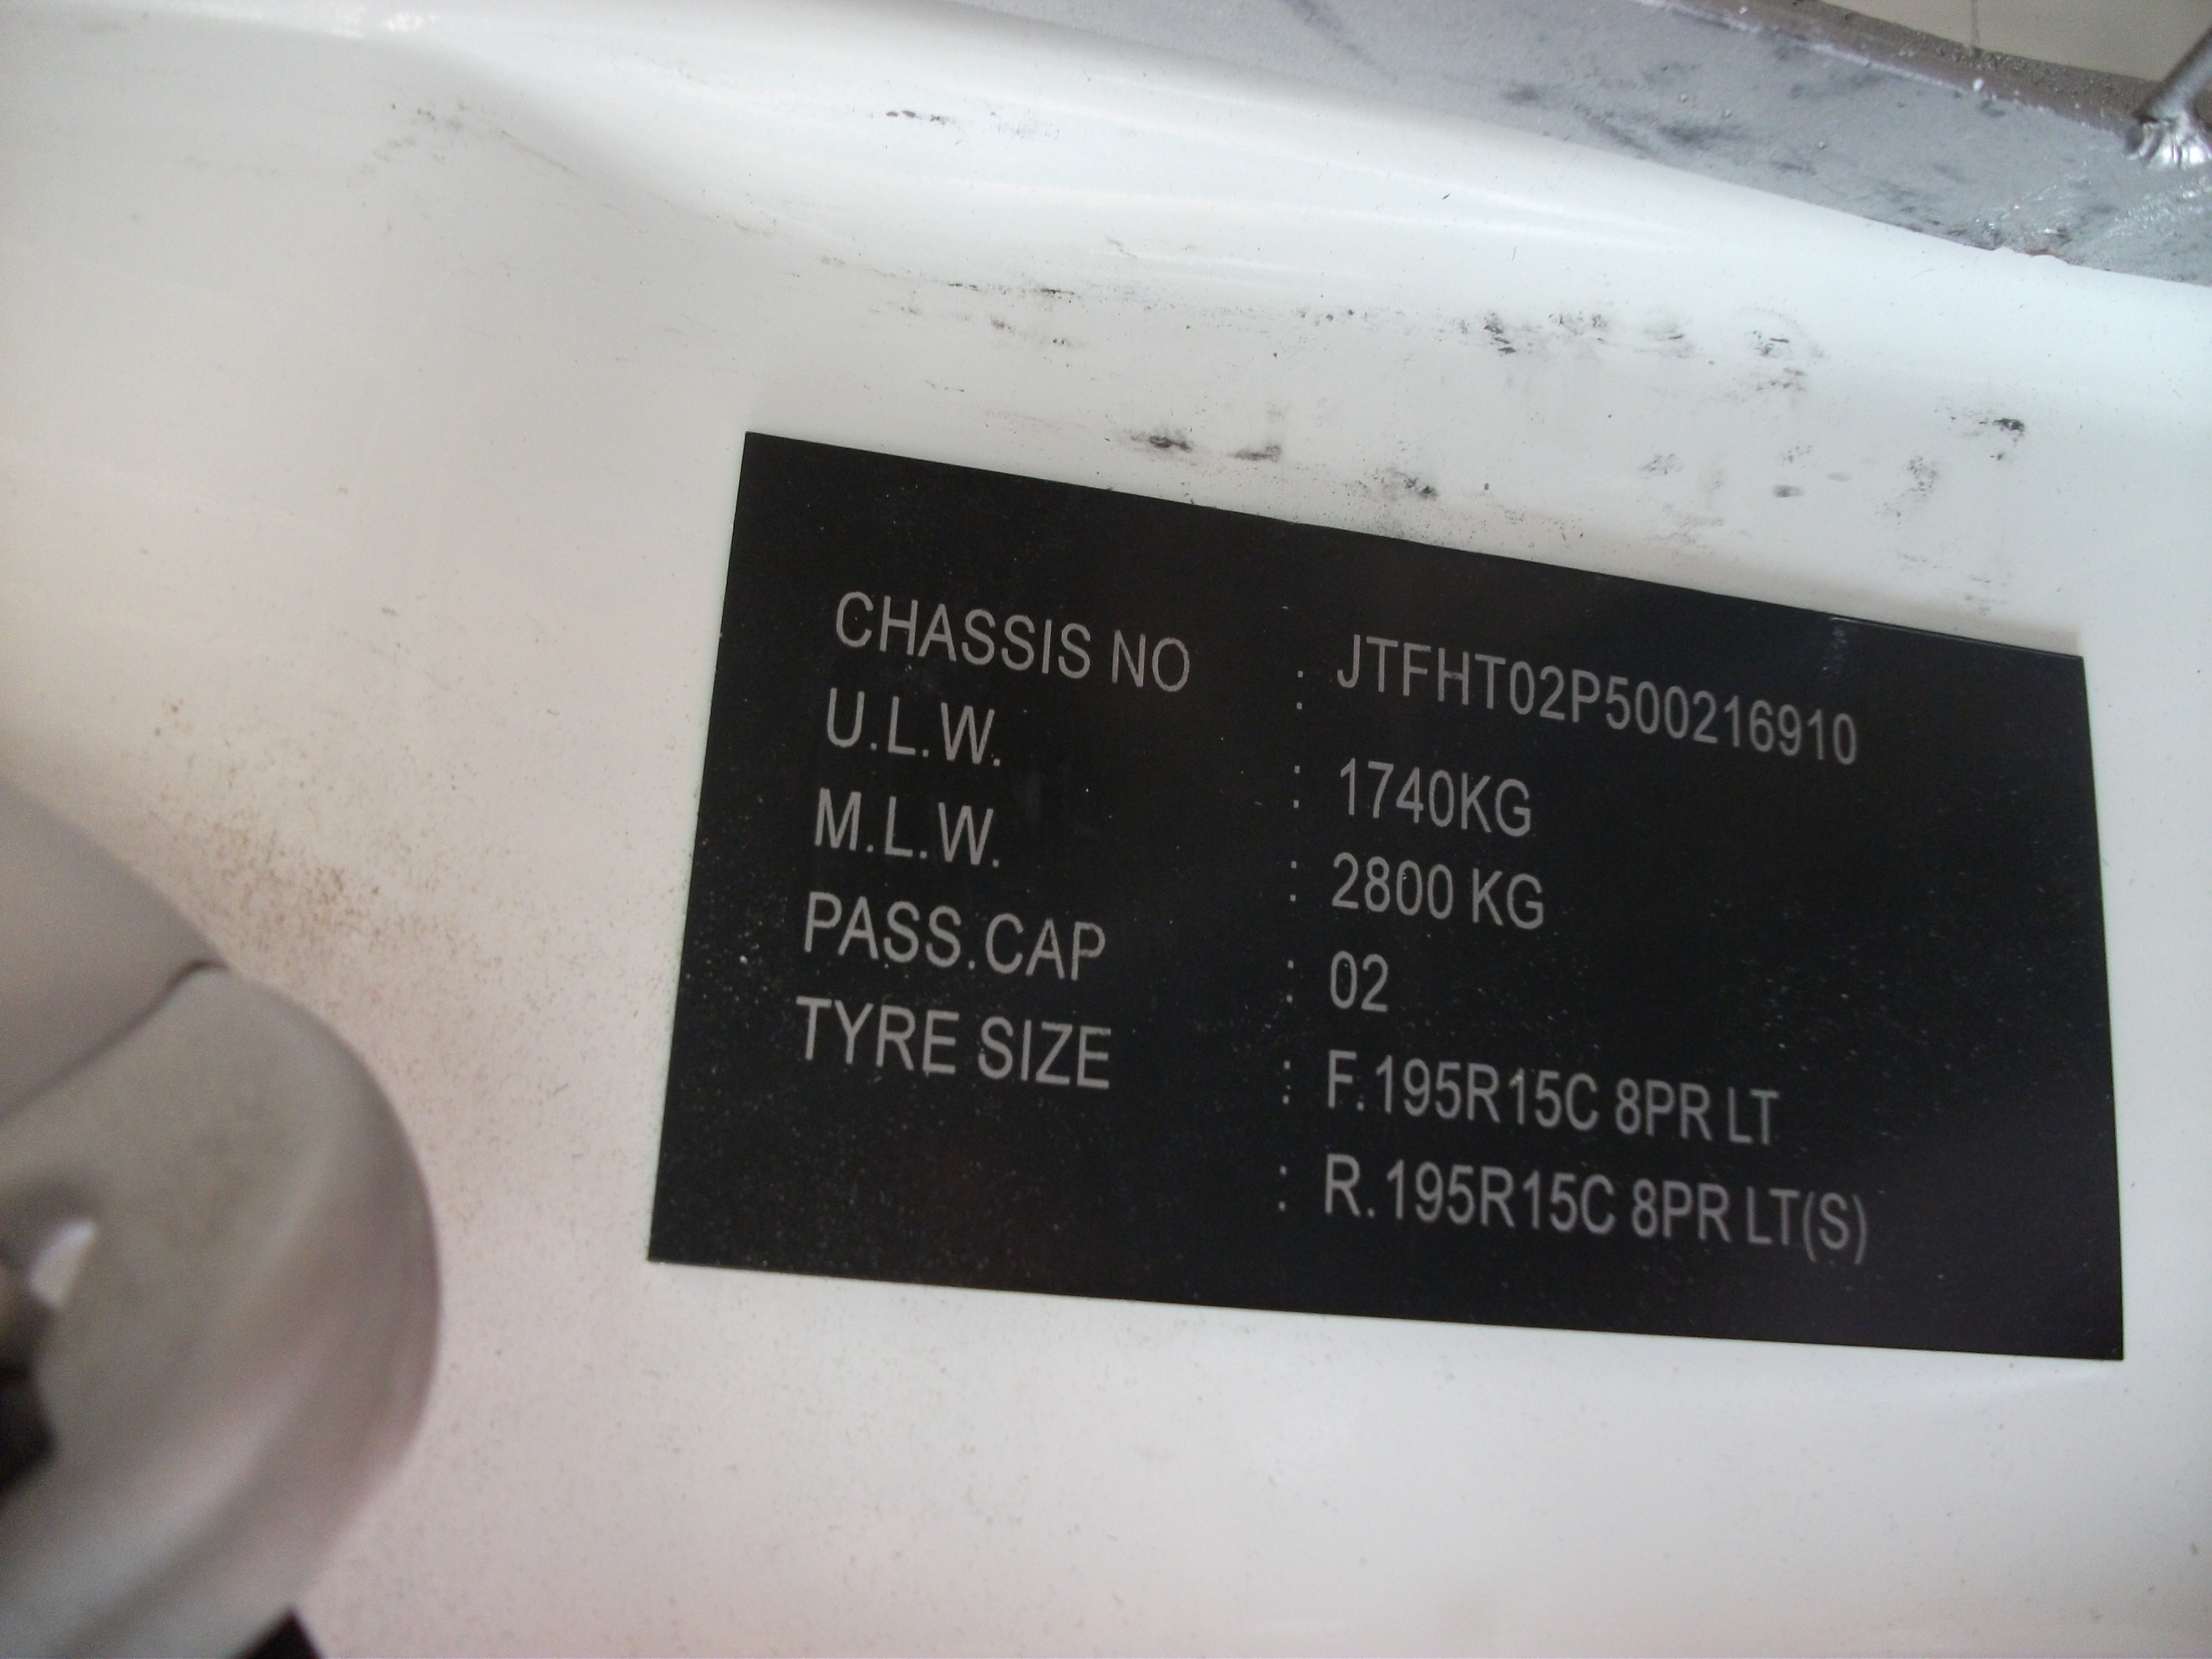 CHASSIS NO : JTFHT02P500216910
U.L.W. : 1740KG
M.L.W. : 2800 KG
PASS.CAP : 02
TYRE SIZE : F.195R15C 8PR LT
: R.195R15C 8PR LT(S)